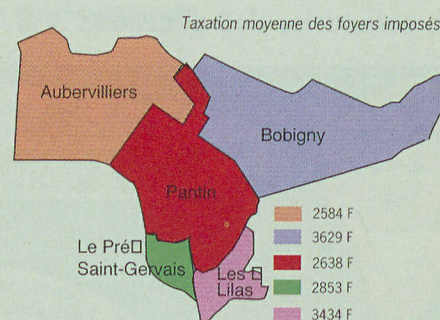 Taxation moyenne des foyers imposés
Aubervilliers
Bobigny
Pantin
Le Pré
Saint-Gervais
Les
Lilas
2584 F
3629 F
2638 F
2853 F
3434 F